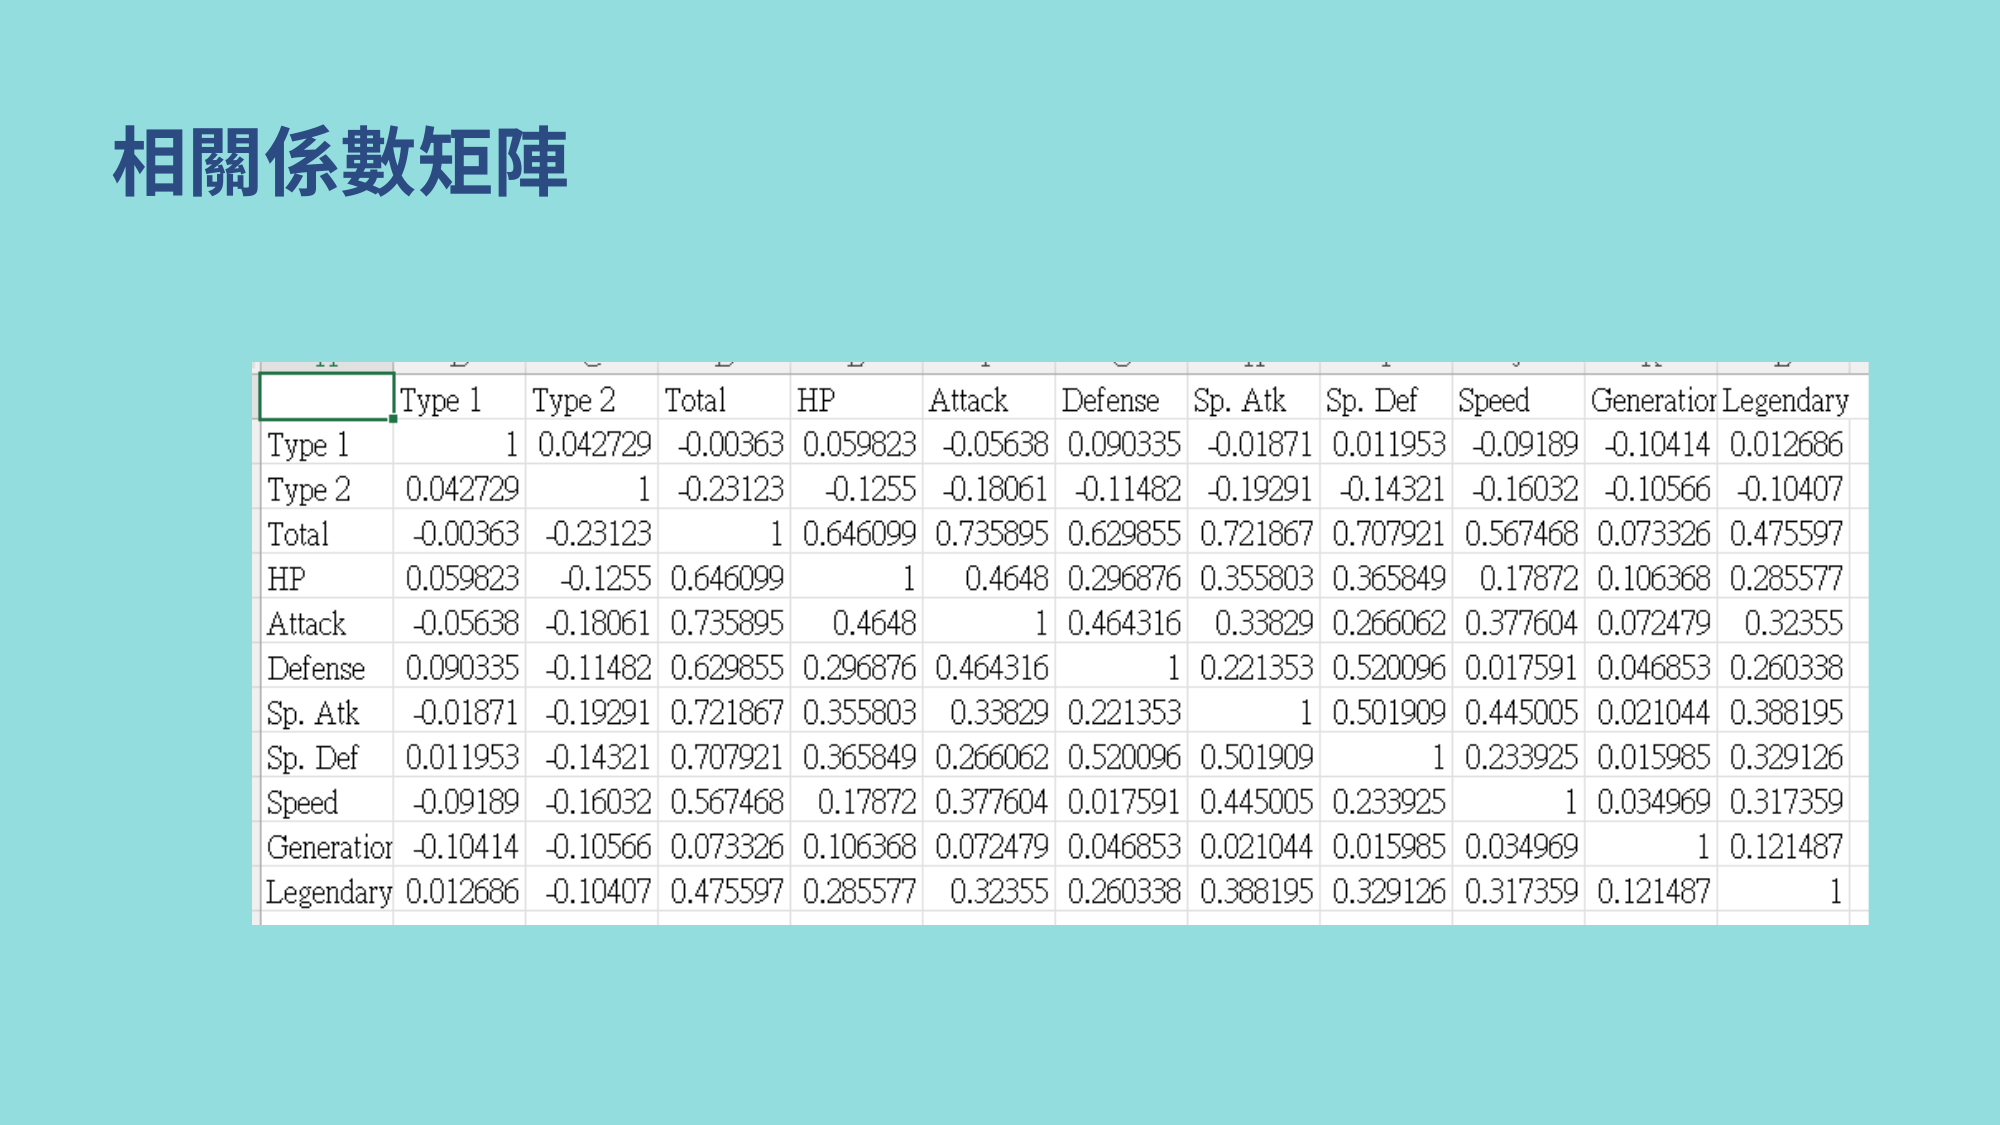 相關係數矩陣
Type 1 Type 2 Total HP Attack Defense Sp. Atk Sp. Def Speed Generation Legendary
Type 1 1 0.042729 -0.00363 0.059823 -0.05638 0.090335 -0.01871 0.011953 -0.09189 -0.10414 0.012686
Type 2 0.042729 1 -0.23123 -0.1255 -0.18061 -0.11482 -0.19291 -0.14321 -0.16032 -0.10566 -0.10407
Total -0.00363 -0.23123 1 0.646099 0.735895 0.629855 0.721867 0.707921 0.567468 0.073326 0.475597
HP 0.059823 -0.1255 0.646099 1 0.4648 0.296876 0.355803 0.365849 0.17872 0.106368 0.285577
Attack -0.05638 -0.18061 0.735895 0.4648 1 0.464316 0.33829 0.266062 0.377604 0.072479 0.32355
Defense 0.090335 -0.11482 0.629855 0.296876 0.464316 1 0.221353 0.520096 0.017591 0.046853 0.260338
Sp. Atk -0.01871 -0.19291 0.721867 0.355803 0.33829 0.221353 1 0.501909 0.445005 0.021044 0.388195
Sp. Def 0.011953 -0.14321 0.707921 0.365849 0.266062 0.520096 0.501909 1 0.233925 0.015985 0.329126
Speed -0.09189 -0.16032 0.567468 0.17872 0.377604 0.017591 0.445005 0.233925 1 0.034969 0.317359
Generation -0.10414 -0.10566 0.073326 0.106368 0.072479 0.046853 0.021044 0.015985 0.034969 1 0.121487
Legendary 0.012686 -0.10407 0.475597 0.285577 0.32355 0.260338 0.388195 0.329126 0.317359 0.121487 1